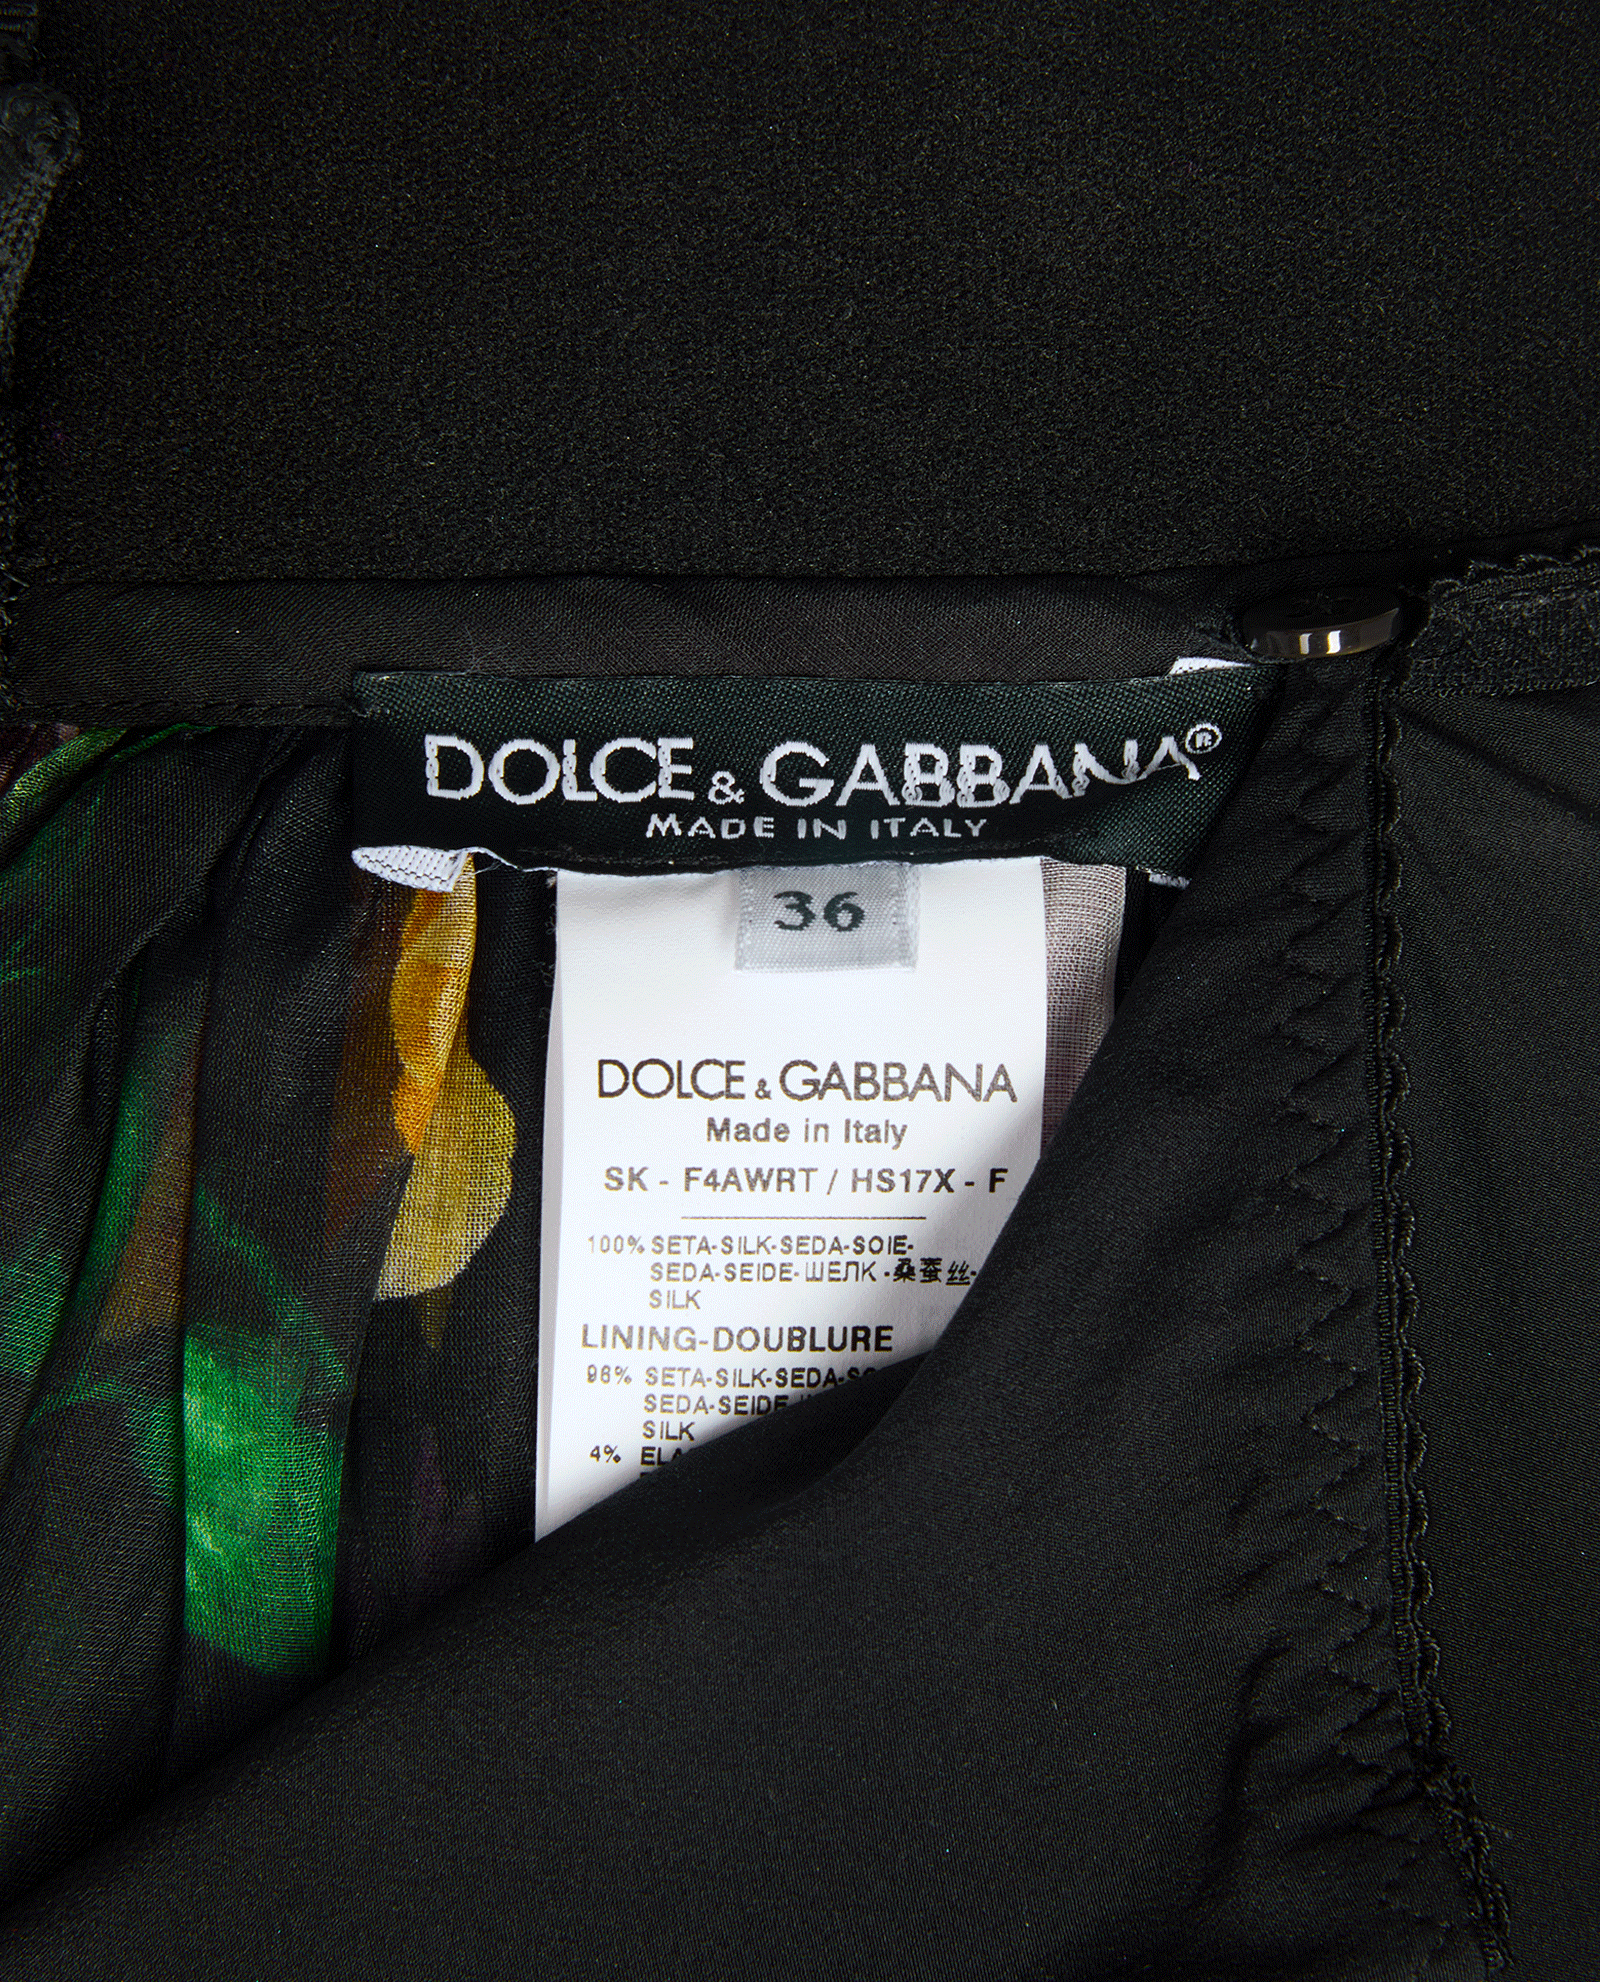 DOLCE & GABBANA®
MADE IN ITALY
36
DOLCE & GABBANA
Made in Italy
SK - F4AWRT / HS17X - F
100% SETA-SILK-SEDA-SOIE-
SEDA-SEIDE-ШЕЛК -桑蚕丝-
SILK
LINING-DOUBLURE
96% SETA-SILK-SEDA-
SEDA-SEIDE-
SILK
4%